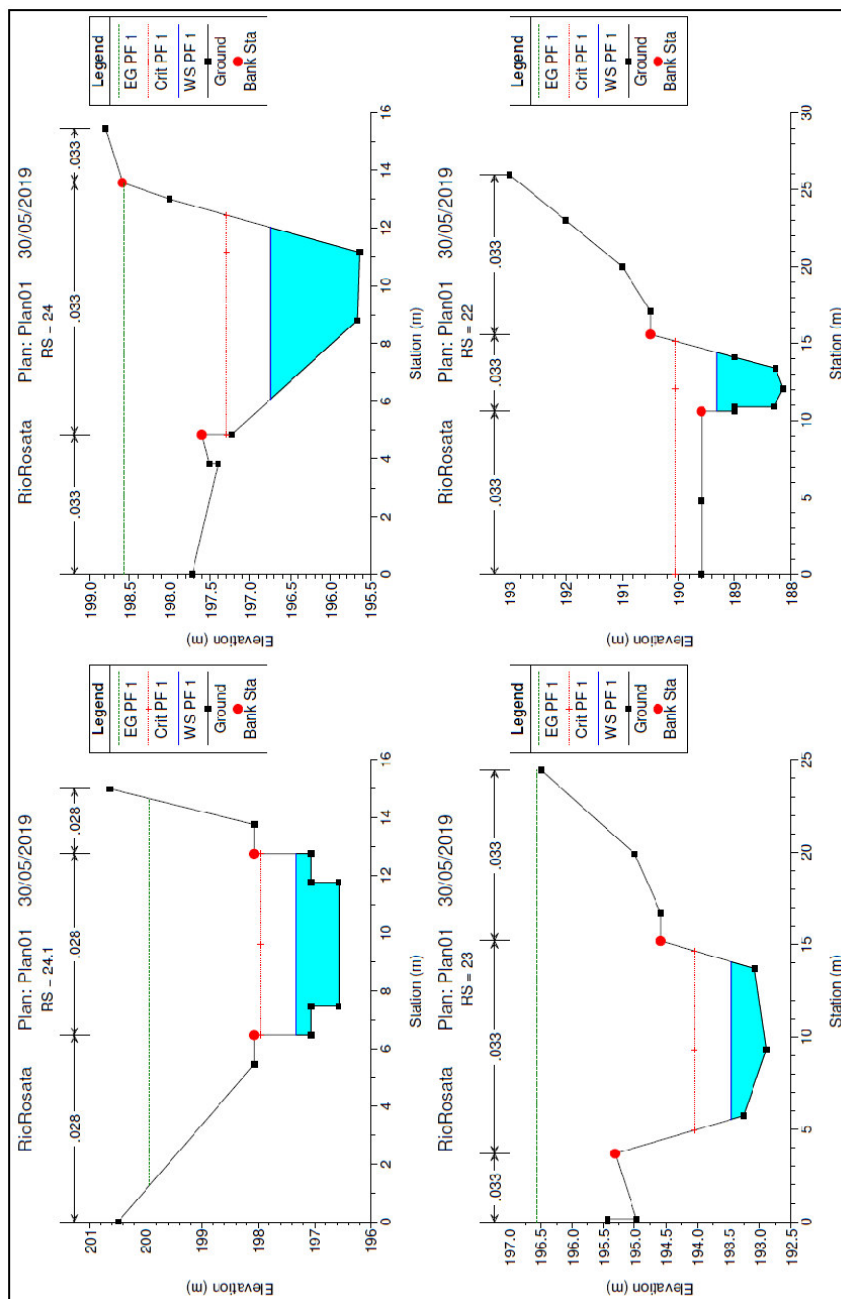 RioRosata Plan: Plan01 30/05/2019
RS - 24.1
.028
.028
.028
Legend
EG PF 1
Crit PF 1
WS PF 1
Ground
Bank Sta
Elevation (m)
201
200
199
198
197
196
0
2
4
6
8
10
12
14
16
Station (m)
RioRosata Plan: Plan01 30/05/2019
RS - 24
.033
.033
.033
Legend
EG PF 1
Crit PF 1
WS PF 1
Ground
Bank Sta
Elevation (m)
199.0
198.5
198.0
197.5
197.0
196.5
196.0
195.5
0
2
4
6
8
10
12
14
16
Station (m)
RioRosata Plan: Plan01 30/05/2019
RS = 23
.033
.033
.033
Legend
EG PF 1
Crit PF 1
WS PF 1
Ground
Bank Sta
Elevation (m)
197.0
196.5
196.0
195.5
195.0
194.5
194.0
193.5
193.0
192.5
0
5
10
15
20
25
Station (m)
RioRosata Plan: Plan01 30/05/2019
RS = 22
.033
.033
.033
Legend
EG PF 1
Crit PF 1
WS PF 1
Ground
Bank Sta
Elevation (m)
193
192
191
190
189
188
0
5
10
15
20
25
30
Station (m)